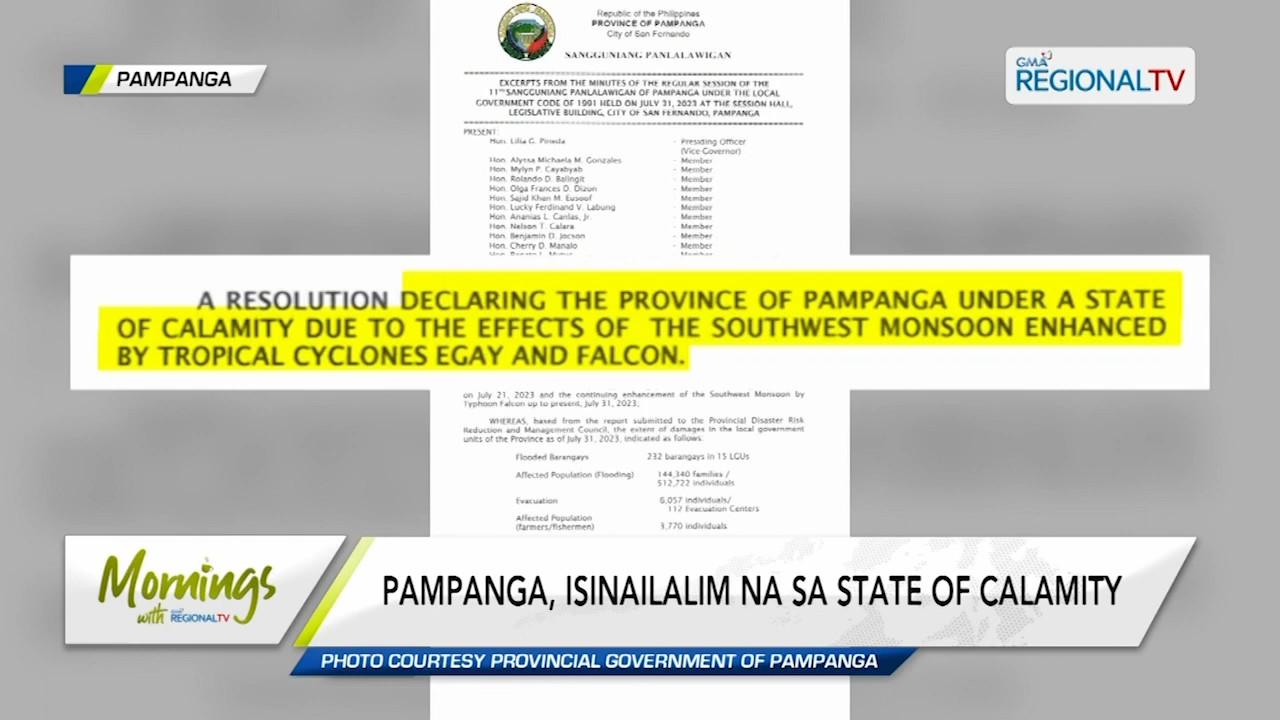 Republic of the Philippines
PROVINCE OF PAMPANGA
City of San Fernando
SANGGUNIANG PANLALAWIGAN
PAMPANGA
GMA
REGIONALTV
EXCERPTS FROM THE MINUTES OF THE REGULAR SESSION OF THE
11TH SANGGUNIANG PANLALAWIGAN OF PAMPANGA UNDER THE LOCAL
GOVERNMENT CODE OF 1991 HELD ON JULY 31, 2023 AT THE SESSION HALL,
LEGISLATIVE BUILDING, CITY OF SAN FERNANDO, PAMPANGA
PRESENT:
Hon. Lilia G. Pineda - Presiding Officer
(Vice-Governor)
Hon. Alyssa Michaela M. Gonzales - Member
Hon. Mylyn P. Cayabyab - Member
Hon. Rolando D. Balingit - Member
Hon. Olga Frances D. Dizon - Member
Hon. Sajid Khan M. Eusoof - Member
Hon. Lucky Ferdinand V. Labung - Member
Hon. Ananias L. Canlas, Jr. - Member
Hon. Nelson T. Calara - Member
Hon. Benjamin D. Jocson - Member
Hon. Cherry D. Manalo - Member
A RESOLUTION DECLARING THE PROVINCE OF PAMPANGA UNDER A STATE
OF CALAMITY DUE TO THE EFFECTS OF THE SOUTHWEST MONSOON ENHANCED
BY TROPICAL CYCLONES EGAY AND FALCON.
on July 21, 2023 and the continuing enhancement of the Southwest Monsoon by
Typhoon Falcon up to present, July 31, 2023;
WHEREAS, based from the report submitted to the Provincial Disaster Risk
Reduction and Management Council, the extent of damages in the local government
units of the Province as of July 31, 2023, indicated as follows:
Flooded Barangays 232 barangays in 15 LGUs
Affected Population (Flooding) 144,340 families /
512,722 individuals
Evacuation 6,057 individuals/
112 Evacuation Centers
Affected Population
(farmers/fishermen) 3,770 individuals
Mornings
with GMA REGIONALTV
PAMPANGA, ISINAILALIM NA SA STATE OF CALAMITY
PHOTO COURTESY PROVINCIAL GOVERNMENT OF PAMPANGA